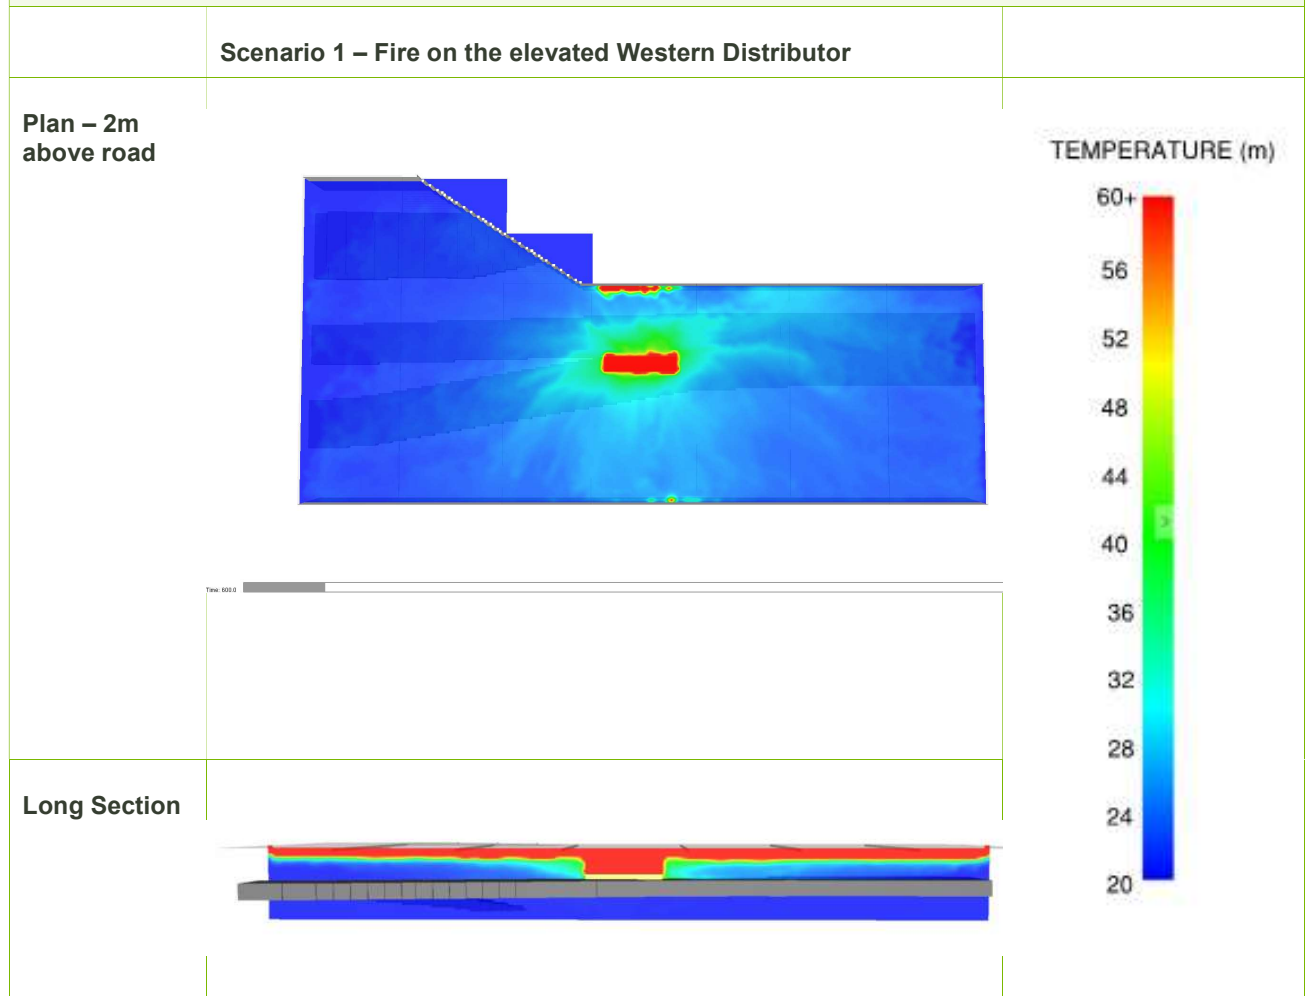 Scenario 1 – Fire on the elevated Western Distributor
Plan – 2m
above road
TEMPERATURE (m)
60+
56
52
48
44
40
36
32
28
24
20
Time: 600.0
Long Section